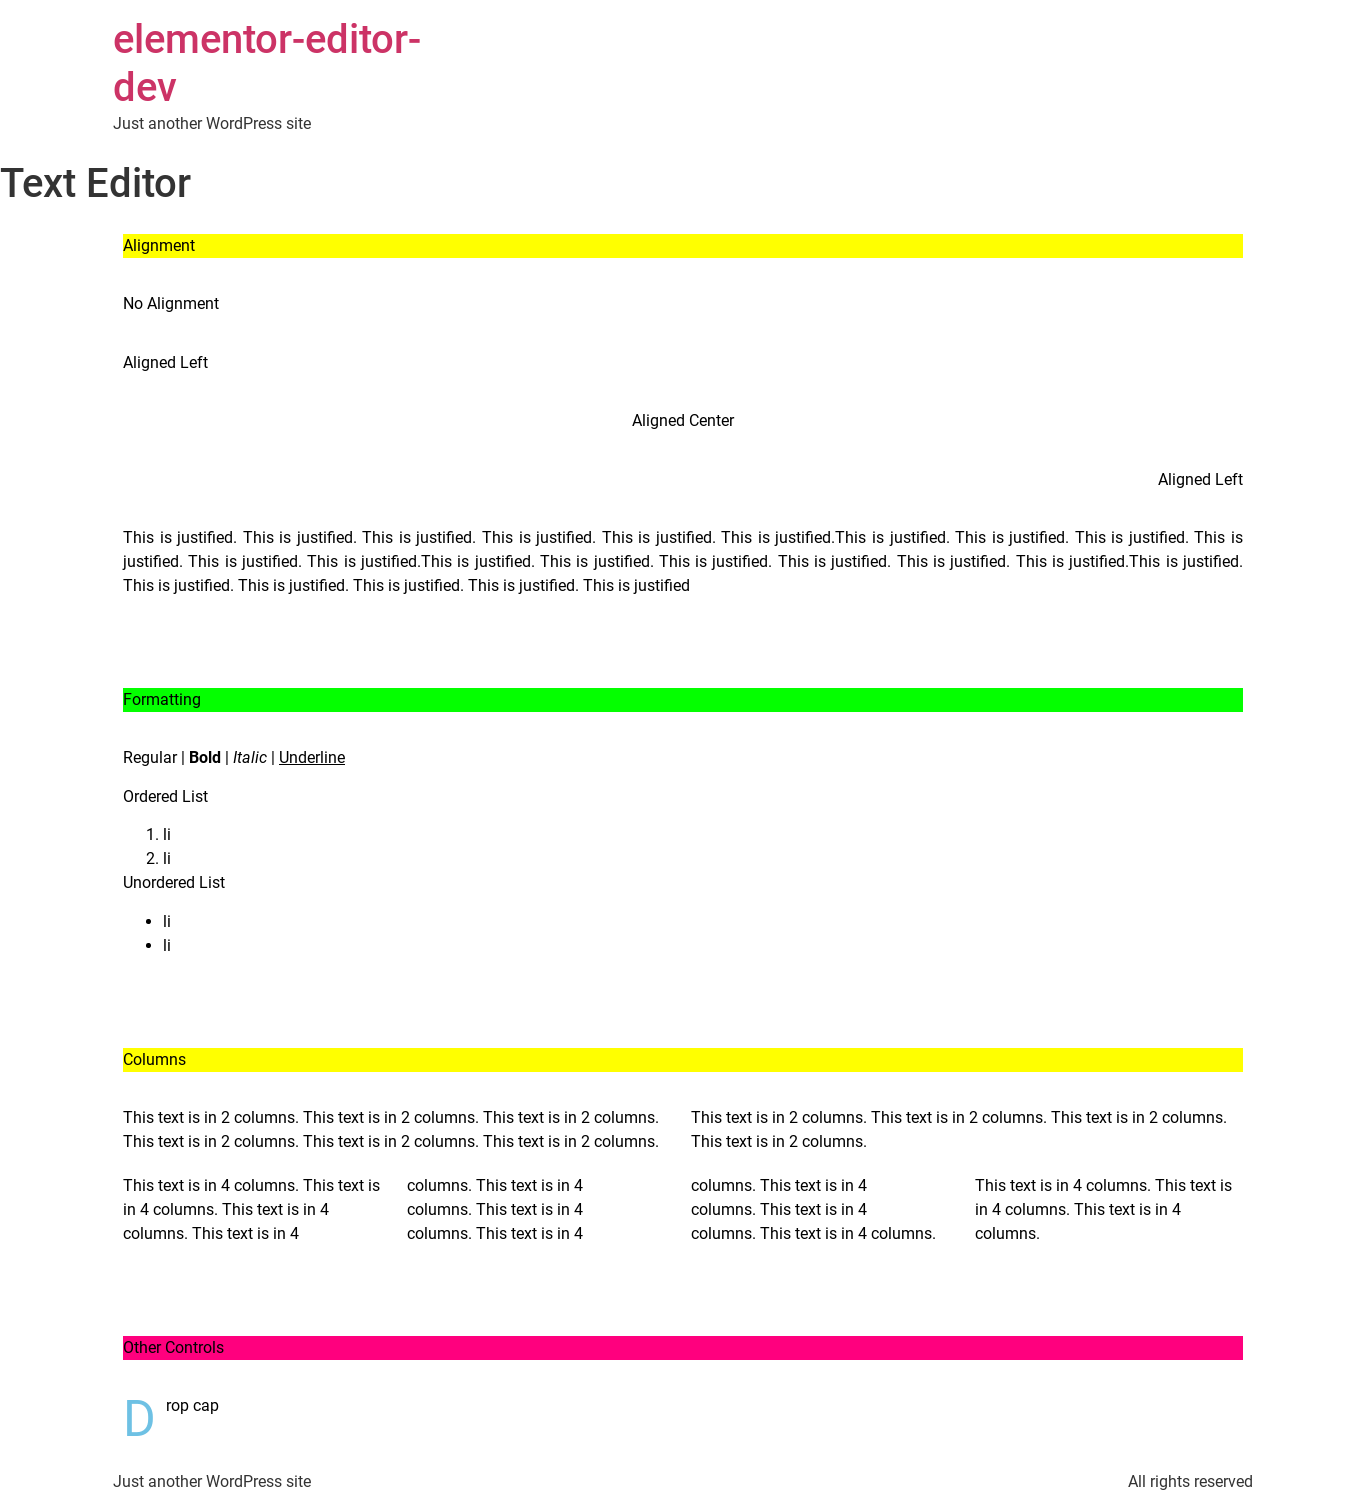 elementor-editor-
dev
Just another WordPress site
Text Editor
Alignment
No Alignment
Aligned Left
Aligned Center
Aligned Left
This is justified. This is justified. This is justified. This is justified. This is justified. This is justified.This is justified. This is justified. This is justified. This is
justified. This is justified. This is justified.This is justified. This is justified. This is justified. This is justified. This is justified. This is justified.This is justified.
This is justified. This is justified. This is justified. This is justified. This is justified
Formatting
Regular | Bold | Italic | Underline
Ordered List
1. li
2. li
Unordered List
• li
• li
Columns
This text is in 2 columns. This text is in 2 columns. This text is in 2 columns.
This text is in 2 columns. This text is in 2 columns. This text is in 2 columns.
This text is in 2 columns. This text is in 2 columns. This text is in 2 columns.
This text is in 2 columns.
This text is in 4 columns. This text is
in 4 columns. This text is in 4
columns. This text is in 4
columns. This text is in 4
columns. This text is in 4
columns. This text is in 4
columns. This text is in 4
columns. This text is in 4
columns. This text is in 4 columns.
This text is in 4 columns. This text is
in 4 columns. This text is in 4
columns.
Other Controls
Drop cap
Just another WordPress site
All rights reserved